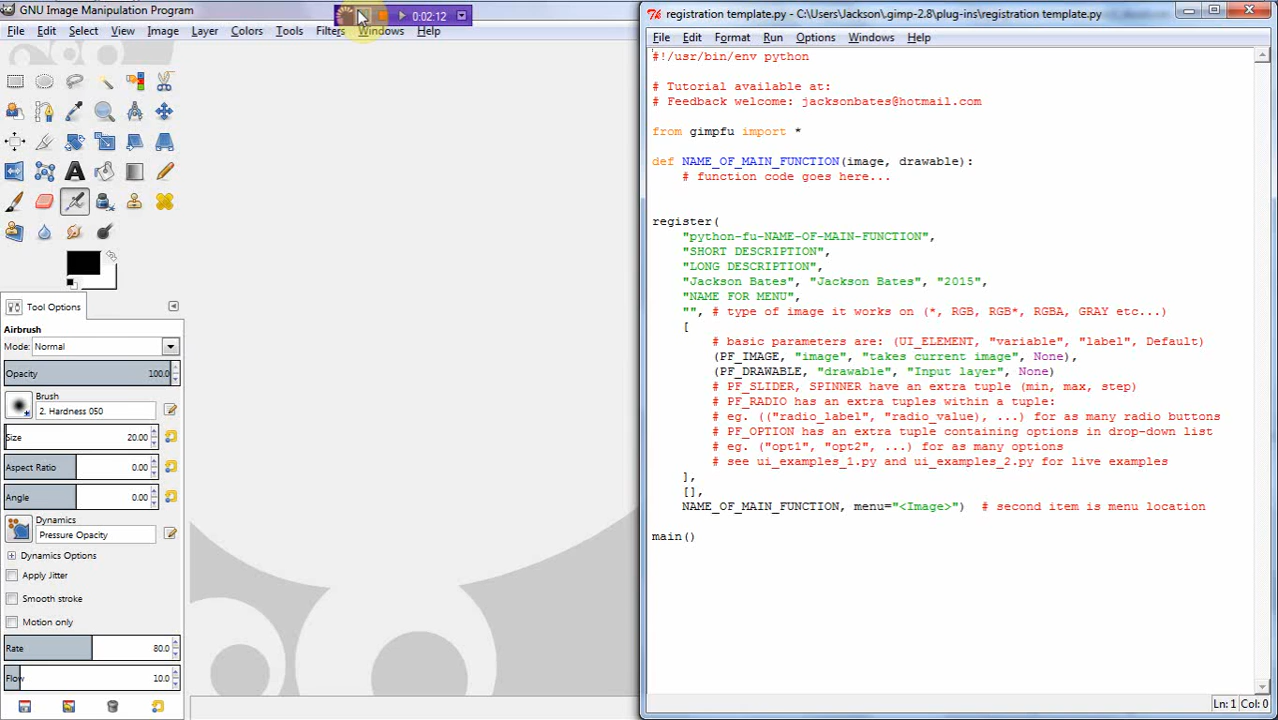 GNU Image Manipulation Program
0:02:12
File Edit Select View Image Layer Colors Tools Filters Windows Help
Tool Options
Airbrush
Mode: Normal
Opacity 100.0
Brush
2. Hardness 050
Size 20.00
Aspect Ratio 0.00
Angle 0.00
Dynamics
Pressure Opacity
Dynamics Options
Apply Jitter
Smooth stroke
Motion only
Rate 80.0
Flow 10.0
registration template.py - C:\Users\Jackson\.gimp-2.8\plug-ins\registration template.py
File Edit Format Run Options Windows Help
#!/usr/bin/env python
# Tutorial available at:
# Feedback welcome: jacksonbates@hotmail.com
from gimpfu import *
def NAME_OF_MAIN_FUNCTION(image, drawable):
# function code goes here...
register(
"python-fu-NAME-OF-MAIN-FUNCTION",
"SHORT DESCRIPTION",
"LONG DESCRIPTION",
"Jackson Bates", "Jackson Bates", "2015",
"NAME FOR MENU",
"", # type of image it works on (*, RGB, RGB*, RGBA, GRAY etc...)
[
# basic parameters are: (UI_ELEMENT, "variable", "label", Default)
(PF_IMAGE, "image", "takes current image", None),
(PF_DRAWABLE, "drawable", "Input layer", None)
# PF_SLIDER, SPINNER have an extra tuple (min, max, step)
# PF_RADIO has an extra tuples within a tuple:
# eg. (("radio_label", "radio_value), ...) for as many radio buttons
# PF_OPTION has an extra tuple containing options in drop-down list
# eg. ("opt1", "opt2", ...) for as many options
# see ui_examples_1.py and ui_examples_2.py for live examples
],
[],
NAME_OF_MAIN_FUNCTION, menu="<Image>") # second item is menu location
main()
Ln: 1 Col: 0